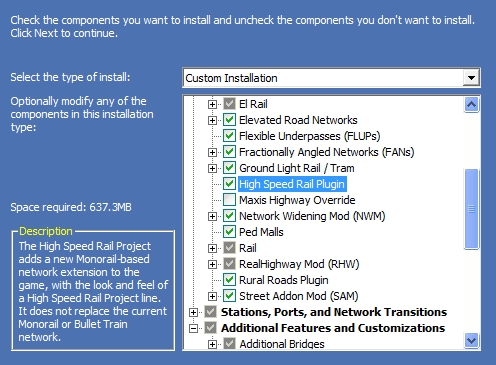 Check the components you want to install and uncheck the components you don't want to install.
Click Next to continue.
Select the type of install:
Custom Installation
Optionally modify any of the
components in this installation
type:
El Rail
Elevated Road Networks
Flexible Underpasses (FLUPs)
Fractionally Angled Networks (FANs)
Ground Light Rail / Tram
High Speed Rail Plugin
Maxis Highway Override
Network Widening Mod (NWM)
Ped Malls
Rail
RealHighway Mod (RHW)
Rural Roads Plugin
Street Addon Mod (SAM)
Stations, Ports, and Network Transitions
Additional Features and Customizations
Additional Bridges
Space required: 637.3MB
Description
The High Speed Rail Project
adds a new Monorail-based
network extension to the
game, with the look and feel of
a High Speed Rail Project line.
It does not replace the current
Monorail or Bullet Train
network.